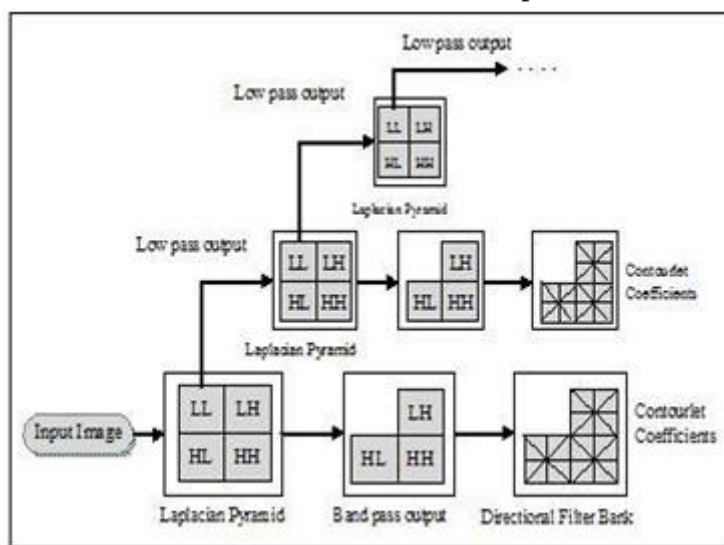 Low pass output
. . . .
Low pass output
LL LH
HL HH
Laplacian Pyramid
Low pass output
LL LH
HL HH
LH
HL HH
Contourlet
Coefficients
Laplacian Pyramid
Input Image
LL LH
HL HH
LH
HL HH
Contourlet
Coefficients
Laplacian Pyramid
Band pass output
Directional Filter Bank